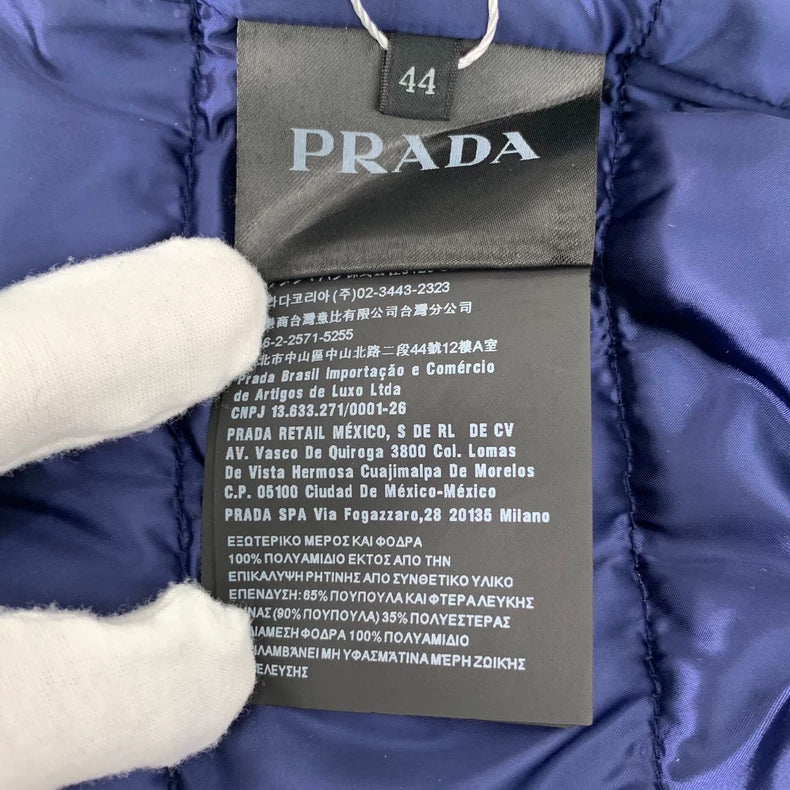 44
PRADA
라다코리아 (주)02-3443-2323
商台灣意比有限公司台灣分公司
6-2-2571-5255
北市中山區中山北路二段44號12樓A室
Prada Brasil Importação e Comércio
de Artigos de Luxo Ltda
CNPJ 13.633.271/0001-26
PRADA RETAIL MÉXICO, S DE RL DE CV
AV. Vasco De Quiroga 3800 Col. Lomas
De Vista Hermosa Cuajimalpa De Morelos
C.P. 05100 Ciudad De México-México
PRADA SPA Via Fogazzaro,28 20135 Milano
ΕΞΩΤΕΡΙΚΟ ΜΕΡΟΣ ΚΑΙ ΦΟΔΡΑ
100% ΠΟΛΥΑΜΙΔΙΟ ΕΚΤΟΣ ΑΠΟ ΤΗΝ
ΕΠΙΚΑΛΥΨΗ ΡΗΤΙΝΗΣ ΑΠΟ ΣΥΝΘΕΤΙΚΟ ΥΛΙΚΟ
ΕΠΕΝΔΥΣΗ: 65% ΠΟΥΠΟΥΛΑ ΚΑΙ ΦΤΕΡΑ ΛΕΥΚΗΣ
ΗΝΑΣ (90% ΠΟΥΠΟΥΛΑ) 35% ΠΟΛΥΕΣΤΕΡΑΣ
ΔΙΑΜΕΣΗ ΦΟΔΡΑ 100% ΠΟΛΥΑΜΙΔΙΟ
ΛΑΜΒΑΝΕΙ ΜΗ ΥΦΑΣΜΑΤΙΝΑ ΜΕΡΗ ΖΩΙΚΗΣ
ΕΛΕΥΣΗΣ